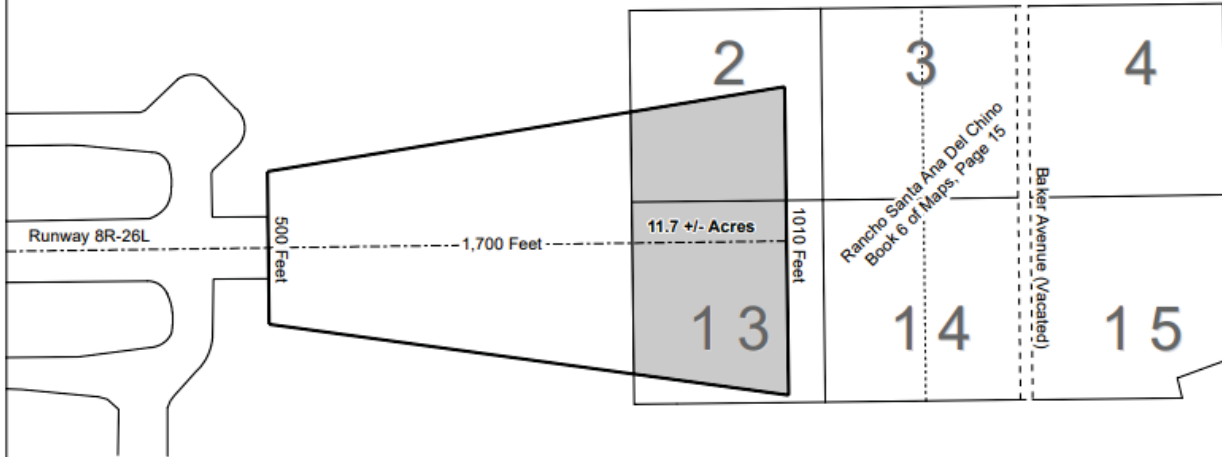 2
3
4
Rancho Santa Ana Del Chino
Book 6 of Maps, Page 15
Baker Avenue (Vacated)
Runway 8R-26L
500 Feet
1,700 Feet
11.7 +/- Acres
1010 Feet
1 3
1 4
1 5